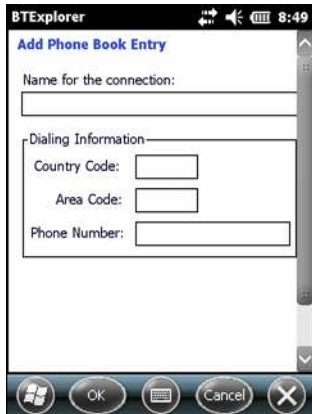 BTExplorer 8:49
Add Phone Book Entry
Name for the connection:
Dialing Information
Country Code:
Area Code:
Phone Number:
OK Cancel